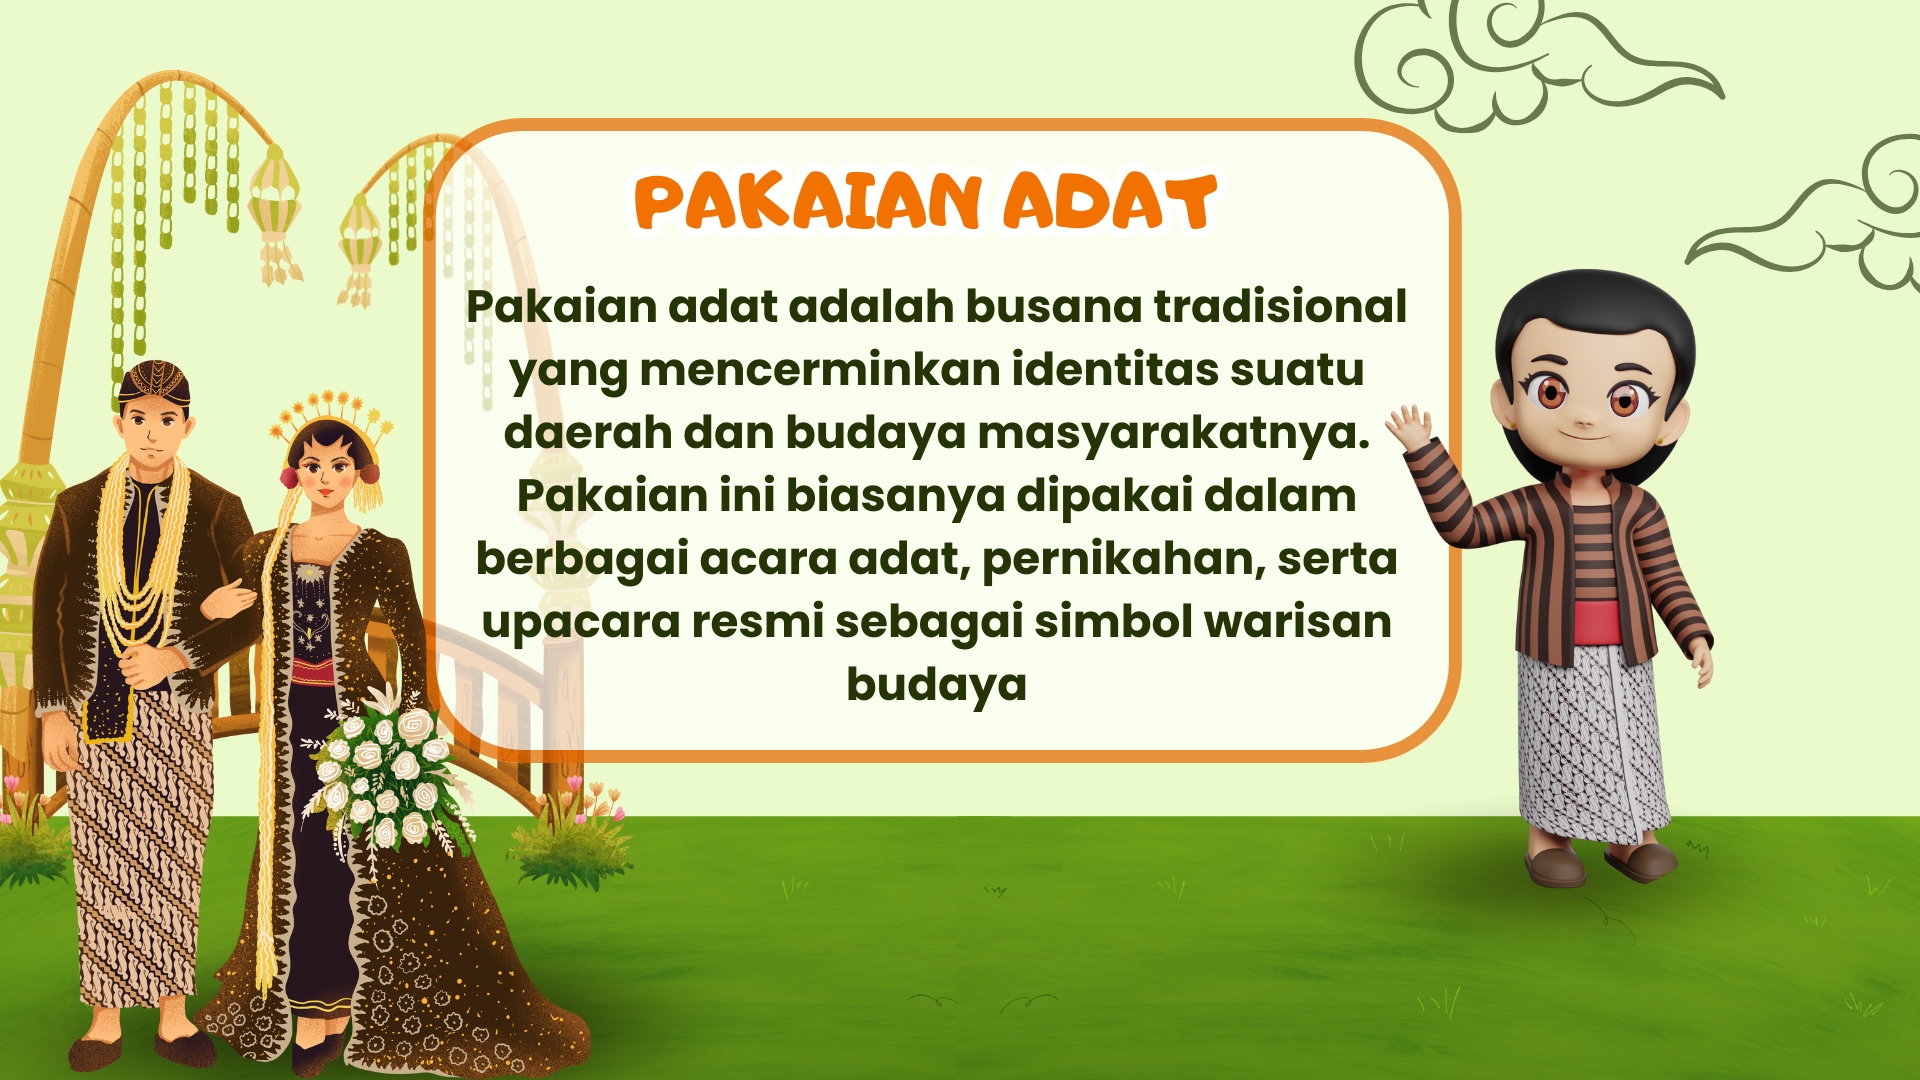 PAKAIAN ADAT
Pakaian adat adalah busana tradisional
yang mencerminkan identitas suatu
daerah dan budaya masyarakatnya.
Pakaian ini biasanya dipakai dalam
berbagai acara adat, pernikahan, serta
upacara resmi sebagai simbol warisan
budaya